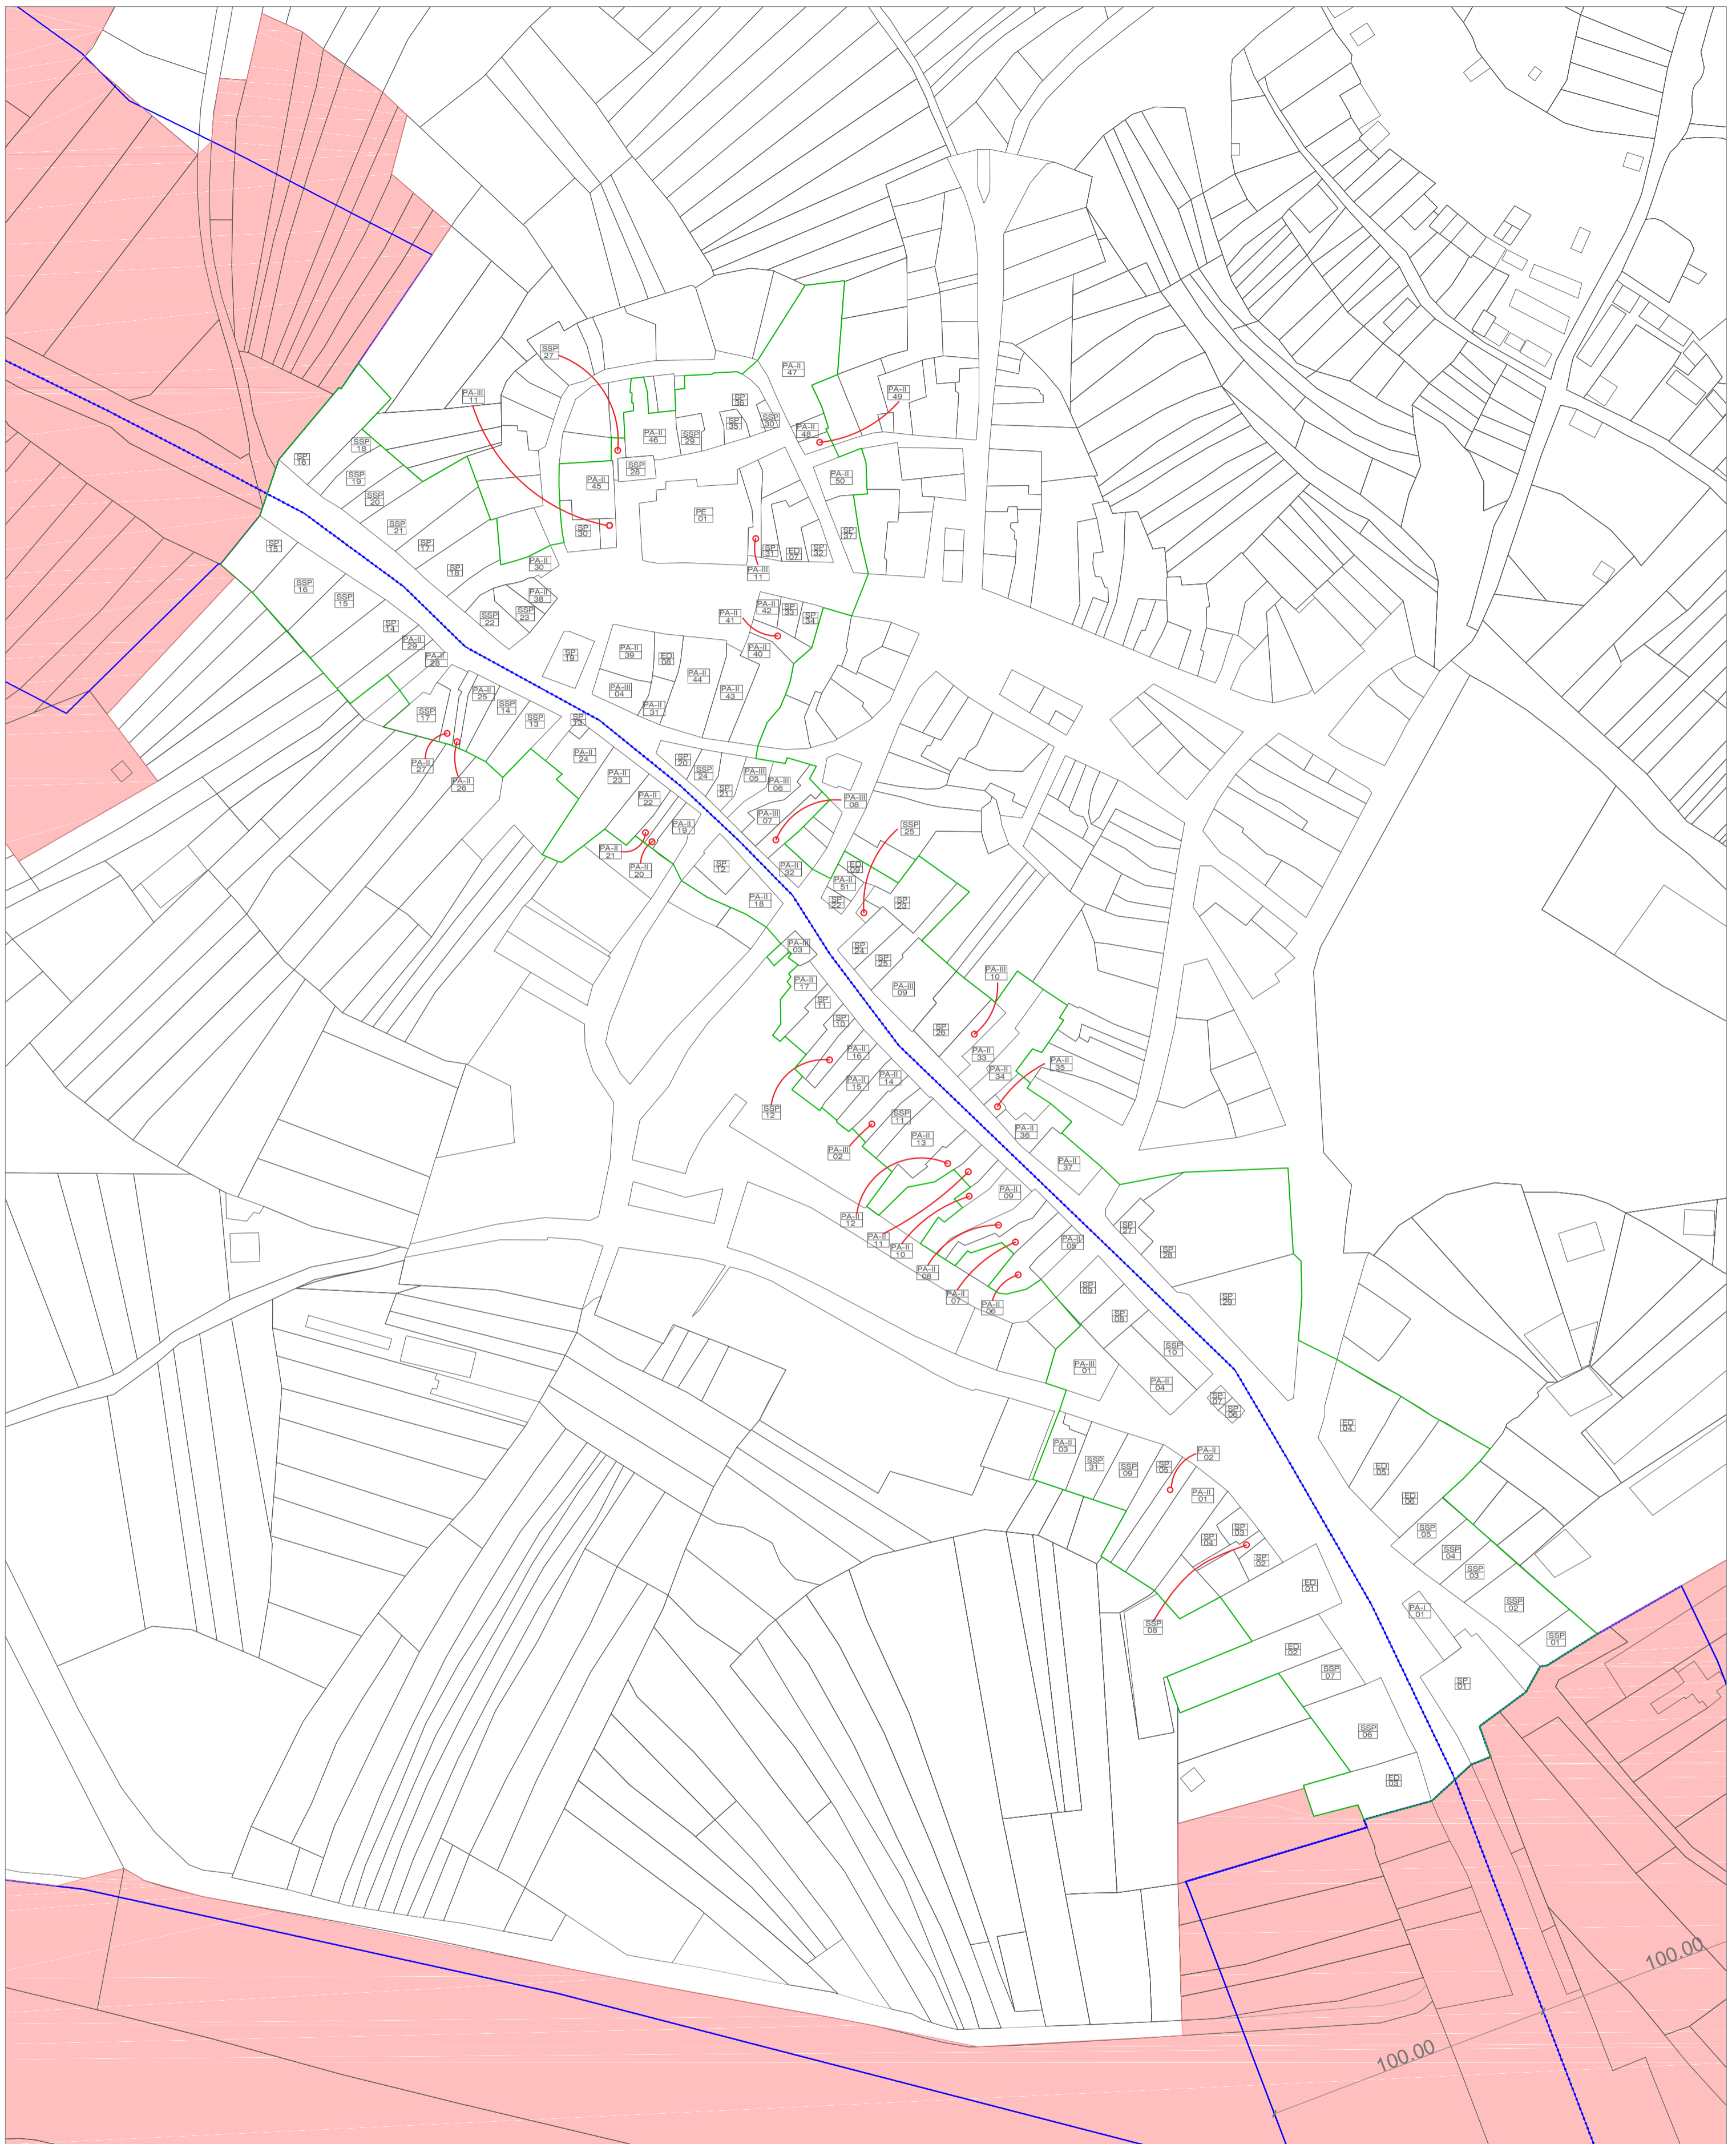 SSP
27
PA-II
47
PA-III
11
PA-II
49
SP
36
SSP
30
SP
35
PA-II
48
PA-II
46
SSP
29
SSP
18
SP
16
SSP
28
SSP
19
PA-II
45
PA-II
50
SSP
20
PE
01
SSP
21
SP
30
SP
37
SP
15
SP
17
SP
31
ED
07
SP
32
SP
18
PA-II
30
PA-III
11
SSP
16
SSP
15
PA-II
38
PA-II
42
SP
33
SP
34
SSP
22
SSP
23
PA-II
41
SP
14
PA-II
29
PA-II
28
SP
19
PA-II
39
ED
08
PA-II
40
PA-II
44
PA-III
04
PA-II
43
PA-II
25
SSP
14
PA-II
31
SSP
17
SSP
13
SP
13
PA-II
24
SP
20
PA-II
27
PA-II
26
PA-II
23
SSP
24
PA-III
05
PA-III
06
SP
21
PA-II
22
PA-III
08
PA-III
07
PA-II
19
SSP
25
PA-II
21
PA-II
20
SP
12
PA-II
32
ED
09
PA-II
51
PA-II
18
SP
22
SP
23
PA-III
03
SP
24
SP
25
PA-III
10
PA-II
17
PA-III
09
SP
11
SP
10
SP
26
PA-II
16
PA-II
33
PA-II
34
PA-II
35
PA-II
15
PA-II
14
SSP
12
SSP
11
PA-II
13
PA-II
36
PA-III
02
PA-II
37
PA-II
09
PA-II
12
PA-II
11
PA-II
10
SP
27
PA-II
05
SP
28
PA-II
08
PA-II
07
PA-II
06
SP
09
SP
29
SP
08
SSP
10
PA-III
01
PA-II
04
SP
07
SP
06
ED
04
PA-II
03
SSP
31
SSP
09
SP
05
PA-II
02
ED
05
PA-II
01
ED
06
SP
03
SP
04
SSP
05
SSP
04
SP
02
SSP
03
ED
01
SSP
02
PA-I
01
SSP
08
SSP
01
ED
02
SSP
07
SP
01
SSP
06
ED
03
100.00
100.00